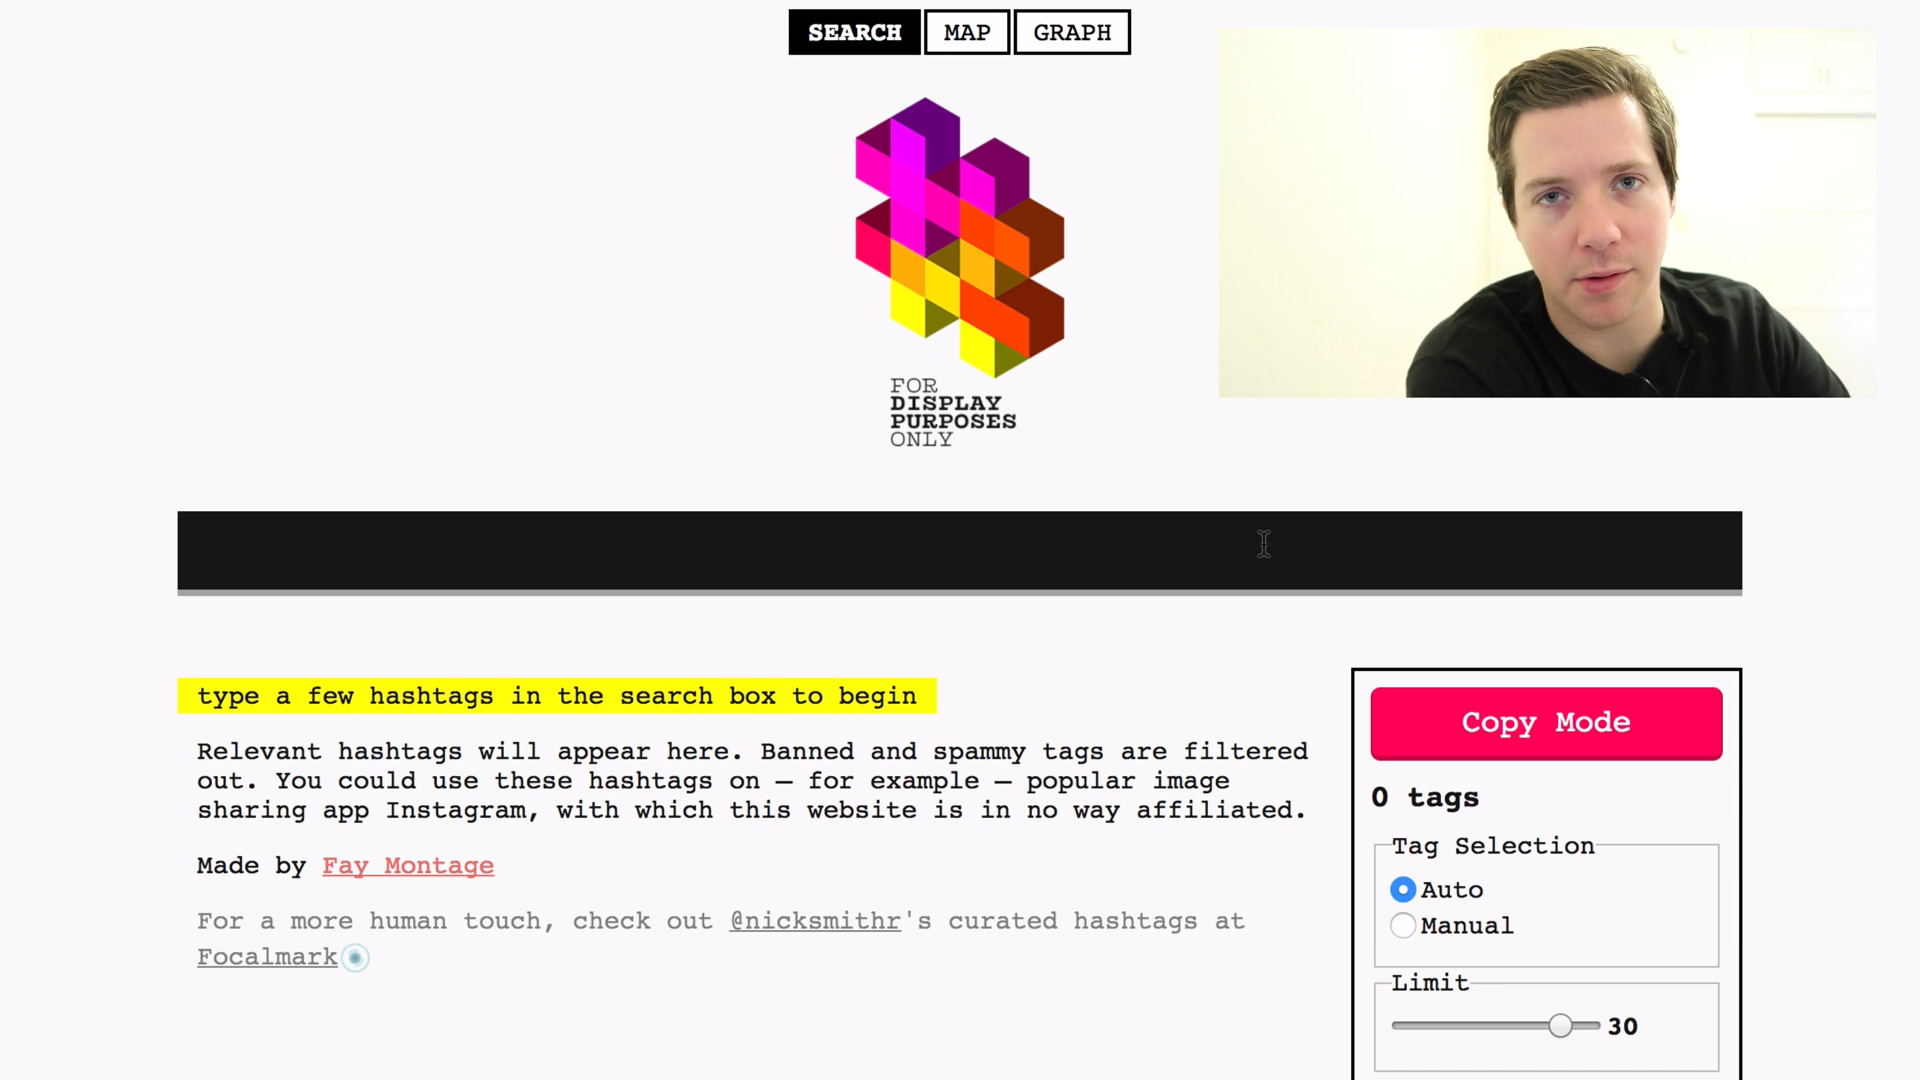 SEARCH MAP GRAPH
FOR
DISPLAY
PURPOSES
ONLY
type a few hashtags in the search box to begin
Relevant hashtags will appear here. Banned and spammy tags are filtered
out. You could use these hashtags on — for example — popular image
sharing app Instagram, with which this website is in no way affiliated.
Made by Fay Montage
For a more human touch, check out @nicksmithr's curated hashtags at
Focalmark
Copy Mode
0 tags
Tag Selection
Auto
Manual
Limit
30